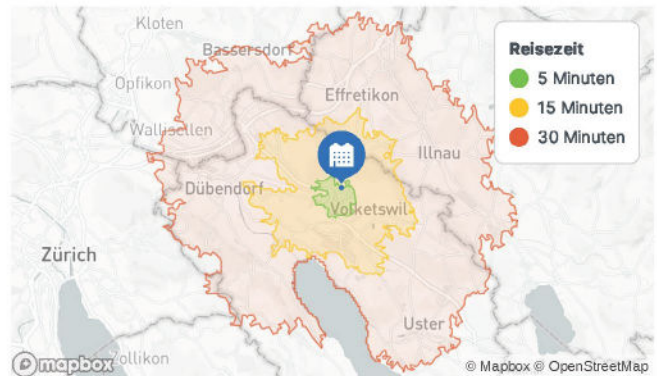 Kloten
Bassersdorf
Reisezeit
5 Minuten
15 Minuten
30 Minuten
Opfikon
Effretikon
Wallisellen
Illnau
Dübendorf
Volketswil
Zürich
Uster
mapbox
ollikon
© Mapbox © OpenStreetMap